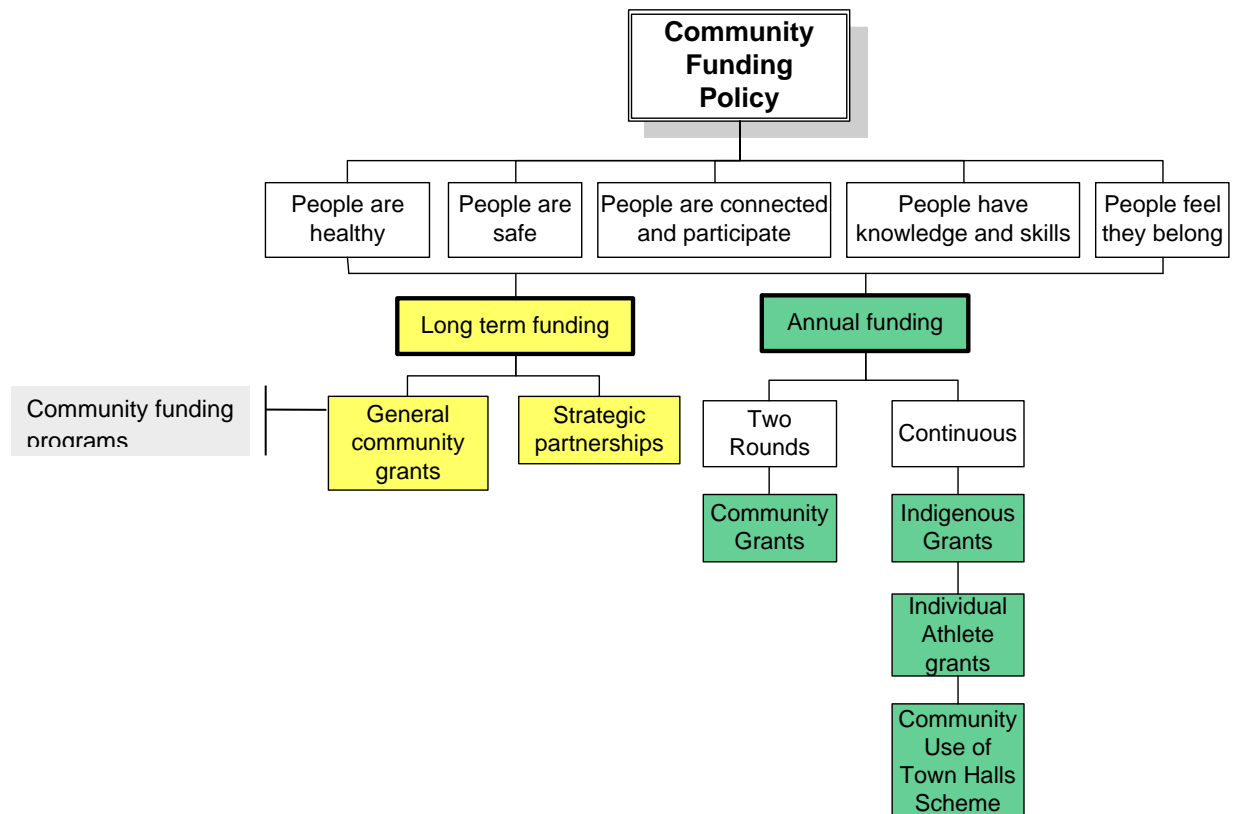 Community
Funding
Policy
People are
healthy
People are
safe
People are connected
and participate
People have
knowledge and skills
People feel
they belong
Long term funding
Annual funding
Community funding
programs
General
community
grants
Strategic
partnerships
Two
Rounds
Continuous
Community
Grants
Indigenous
Grants
Individual
Athlete
grants
Community
Use of
Town Halls
Scheme